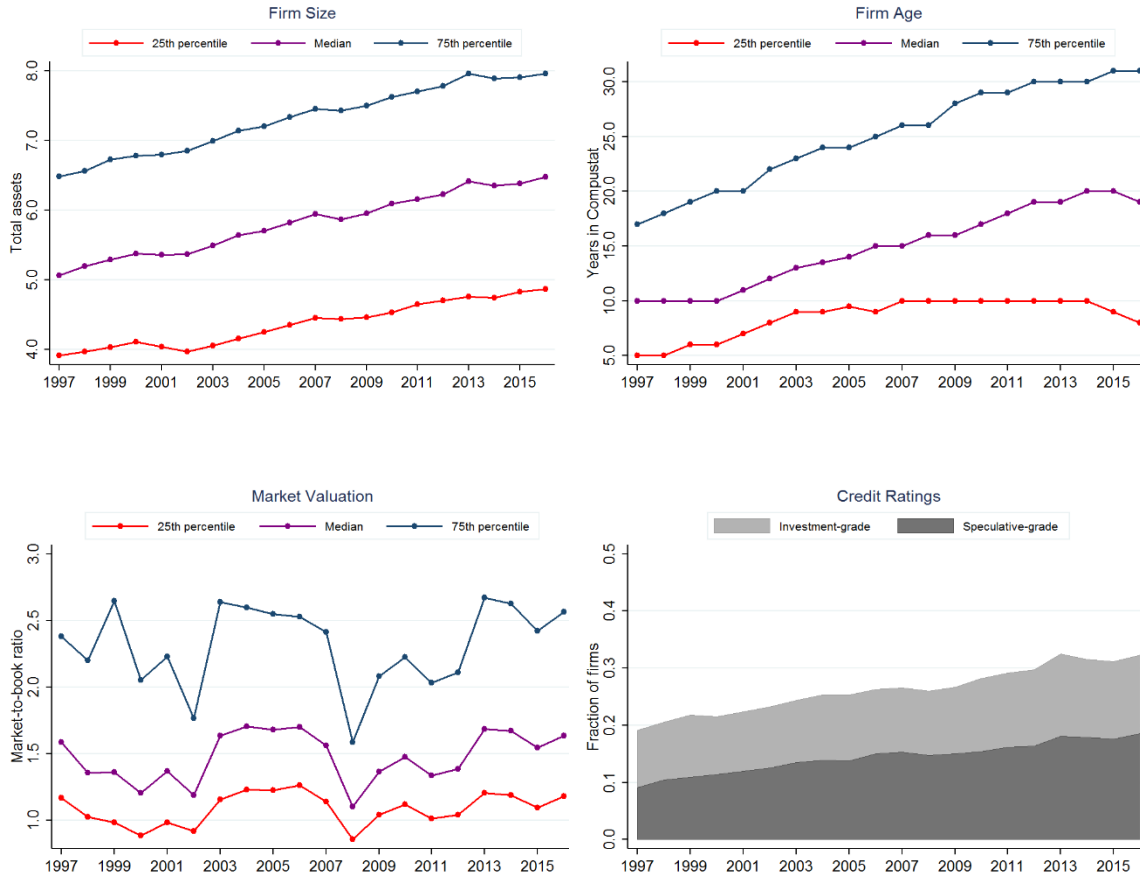 Firm Size
25th percentile Median 75th percentile
Total assets
8.0
7.0
6.0
5.0
4.0
1997 1999 2001 2003 2005 2007 2009 2011 2013 2015
Firm Age
25th percentile Median 75th percentile
Years in Compustat
30.0
25.0
20.0
15.0
10.0
5.0
1997 1999 2001 2003 2005 2007 2009 2011 2013 2015
Market Valuation
25th percentile Median 75th percentile
Market-to-book ratio
3.0
2.5
2.0
1.5
1.0
1997 1999 2001 2003 2005 2007 2009 2011 2013 2015
Credit Ratings
Investment-grade Speculative-grade
Fraction of firms
0.5
0.4
0.3
0.2
0.1
0.0
1997 1999 2001 2003 2005 2007 2009 2011 2013 2015